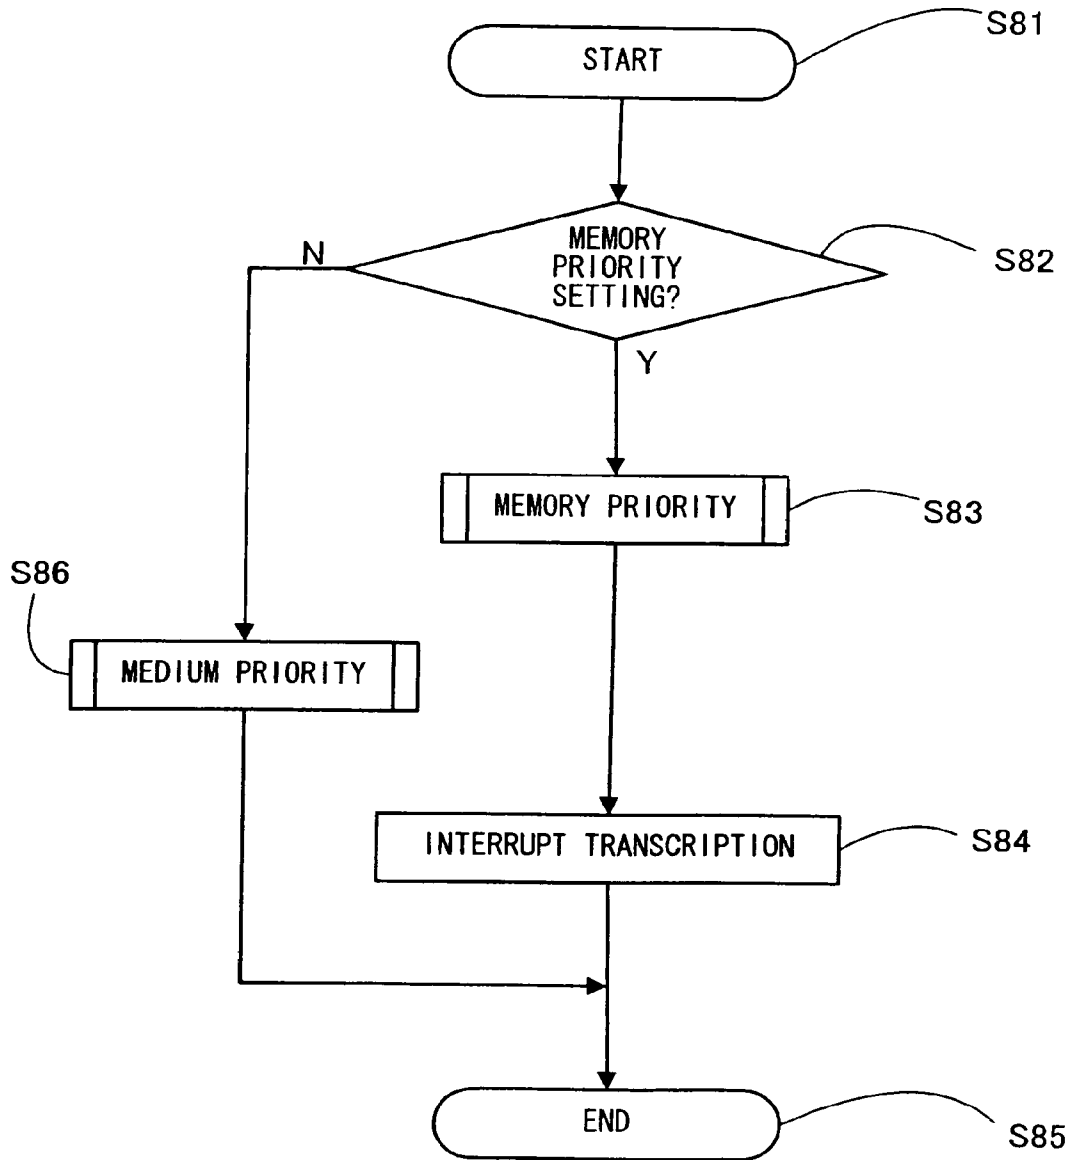 S81
START
MEMORY
PRIORITY
SETTING?
N
S82
Y
MEMORY PRIORITY
S83
S86
MEDIUM PRIORITY
INTERRUPT TRANSCRIPTION
S84
END
S85